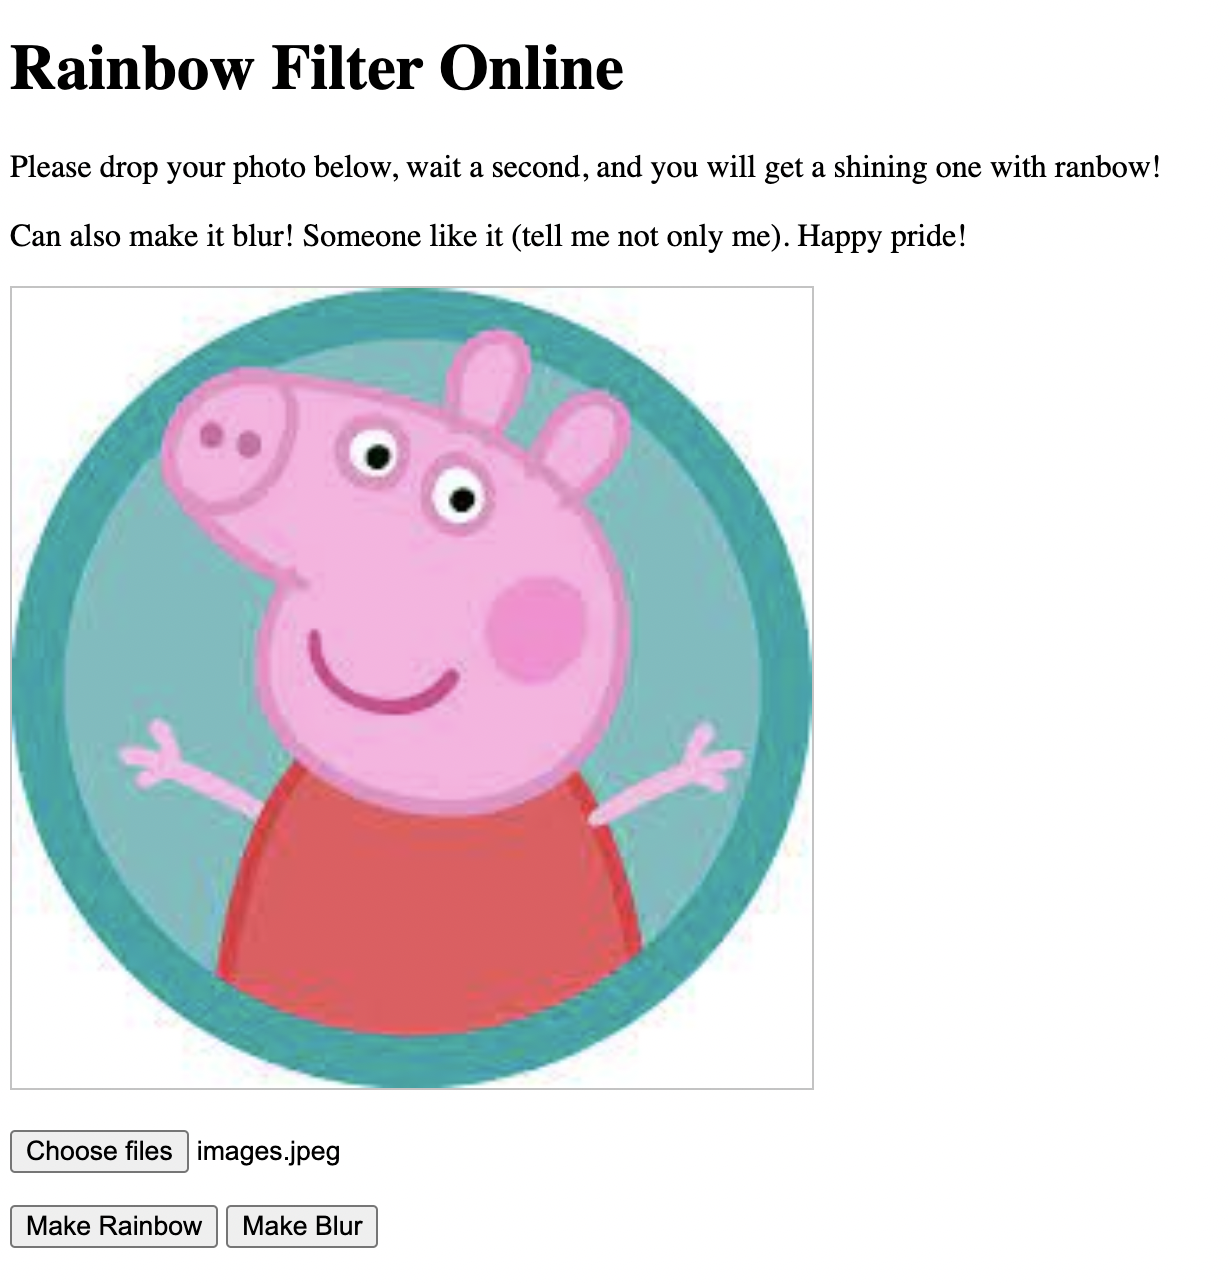 Rainbow Filter Online
Please drop your photo below, wait a second, and you will get a shining one with ranbow!
Can also make it blur! Someone like it (tell me not only me). Happy pride!
Choose files images.jpeg
Make Rainbow Make Blur